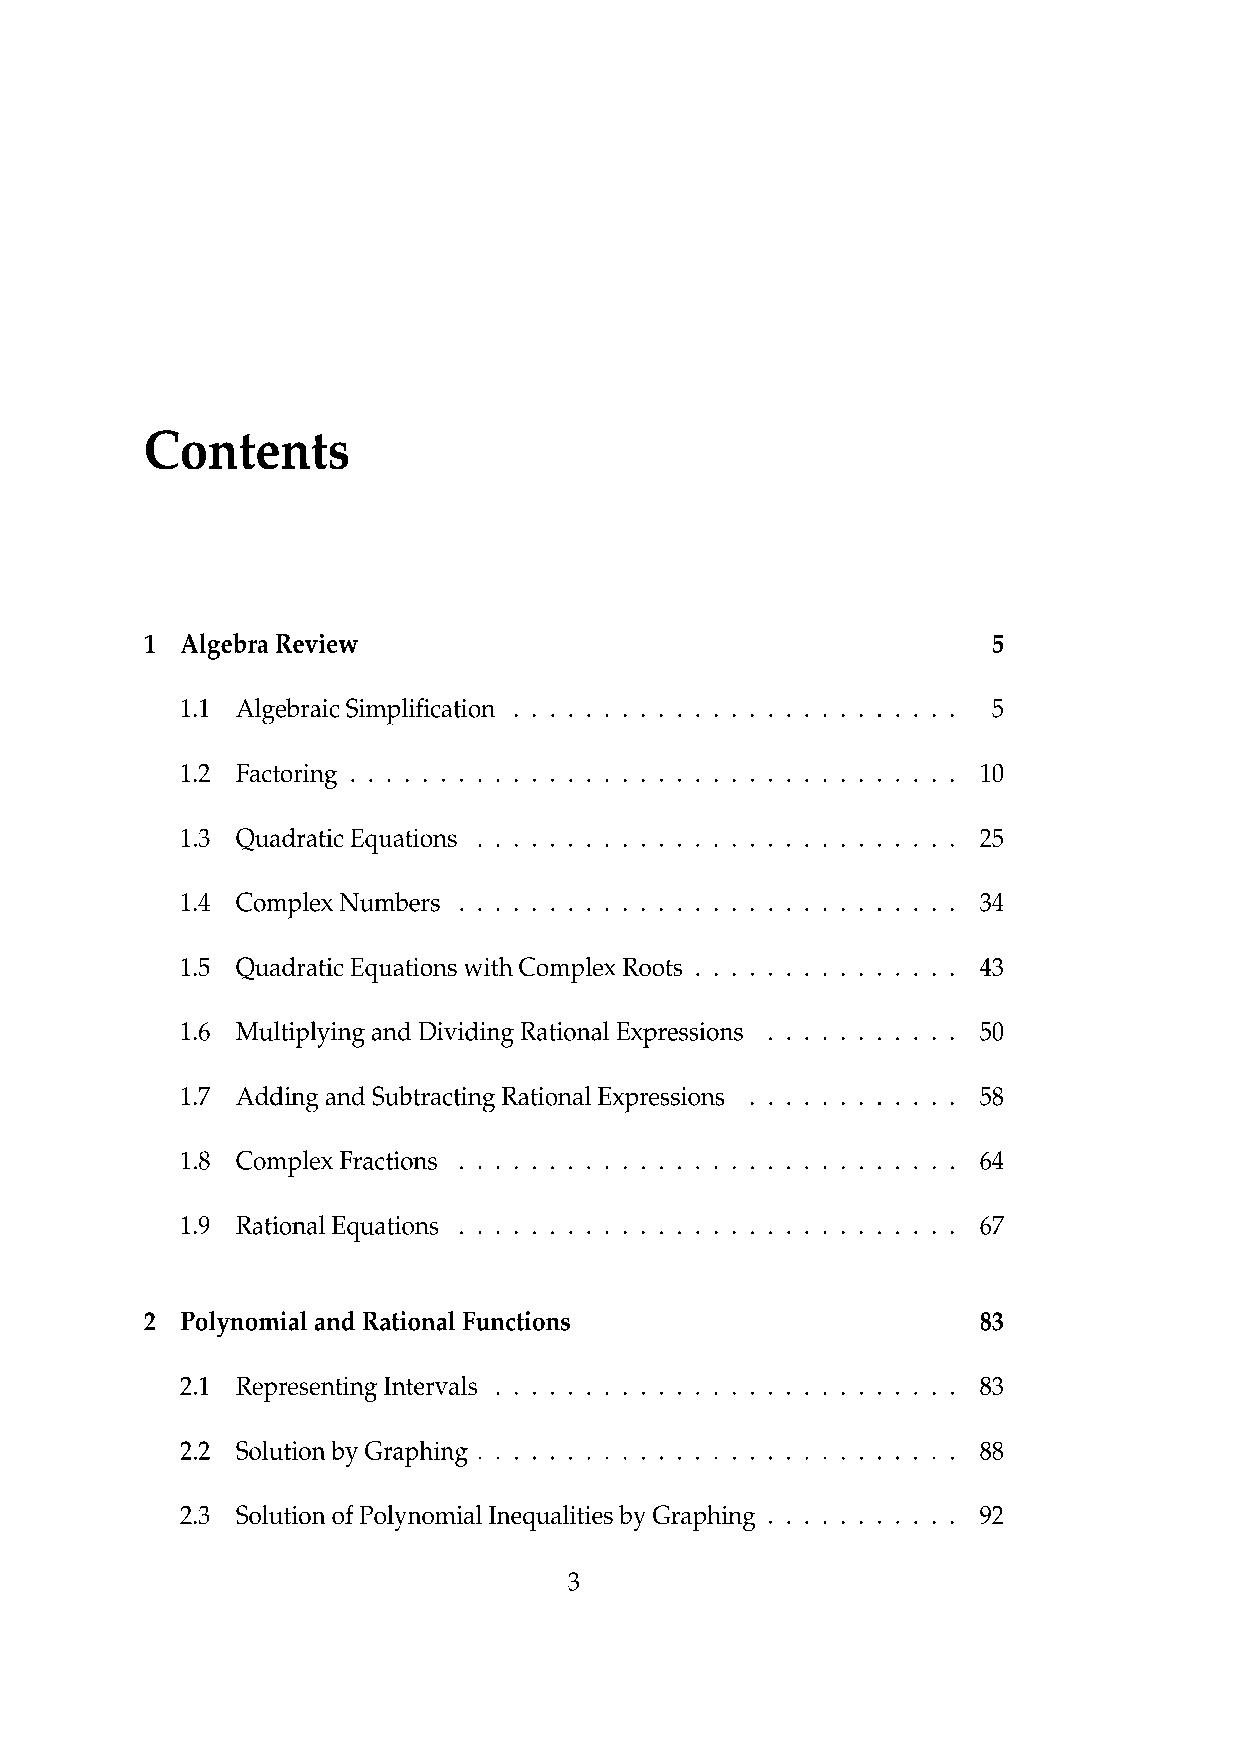 Contents
1 Algebra Review 5
1.1 Algebraic Simplification . . . . . . . . . . . . . . . . . . . . . . . . . 5
1.2 Factoring . . . . . . . . . . . . . . . . . . . . . . . . . . . . . . . . . . 10
1.3 Quadratic Equations . . . . . . . . . . . . . . . . . . . . . . . . . . . 25
1.4 Complex Numbers . . . . . . . . . . . . . . . . . . . . . . . . . . . . 34
1.5 Quadratic Equations with Complex Roots . . . . . . . . . . . . . . . 43
1.6 Multiplying and Dividing Rational Expressions . . . . . . . . . . . 50
1.7 Adding and Subtracting Rational Expressions . . . . . . . . . . . . 58
1.8 Complex Fractions . . . . . . . . . . . . . . . . . . . . . . . . . . . . 64
1.9 Rational Equations . . . . . . . . . . . . . . . . . . . . . . . . . . . . 67
2 Polynomial and Rational Functions 83
2.1 Representing Intervals . . . . . . . . . . . . . . . . . . . . . . . . . . 83
2.2 Solution by Graphing . . . . . . . . . . . . . . . . . . . . . . . . . . . 88
2.3 Solution of Polynomial Inequalities by Graphing . . . . . . . . . . . 92
3